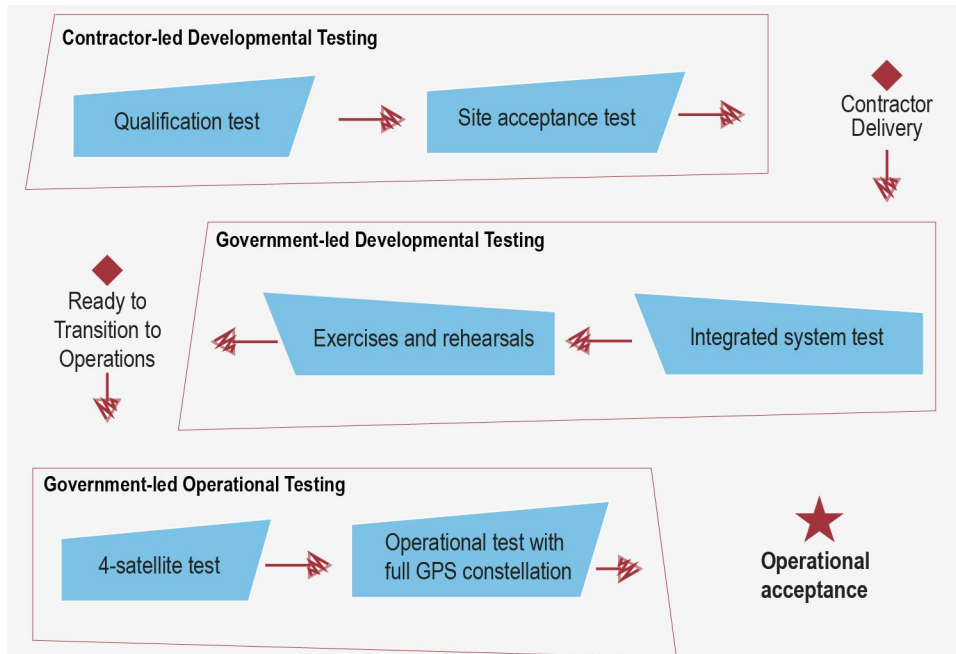 Contractor-led Developmental Testing
Qualification test
Site acceptance test
Contractor
Delivery
Government-led Developmental Testing
Integrated system test
Exercises and rehearsals
Ready to
Transition to
Operations
Government-led Operational Testing
4-satellite test
Operational test with
full GPS constellation
Operational
acceptance